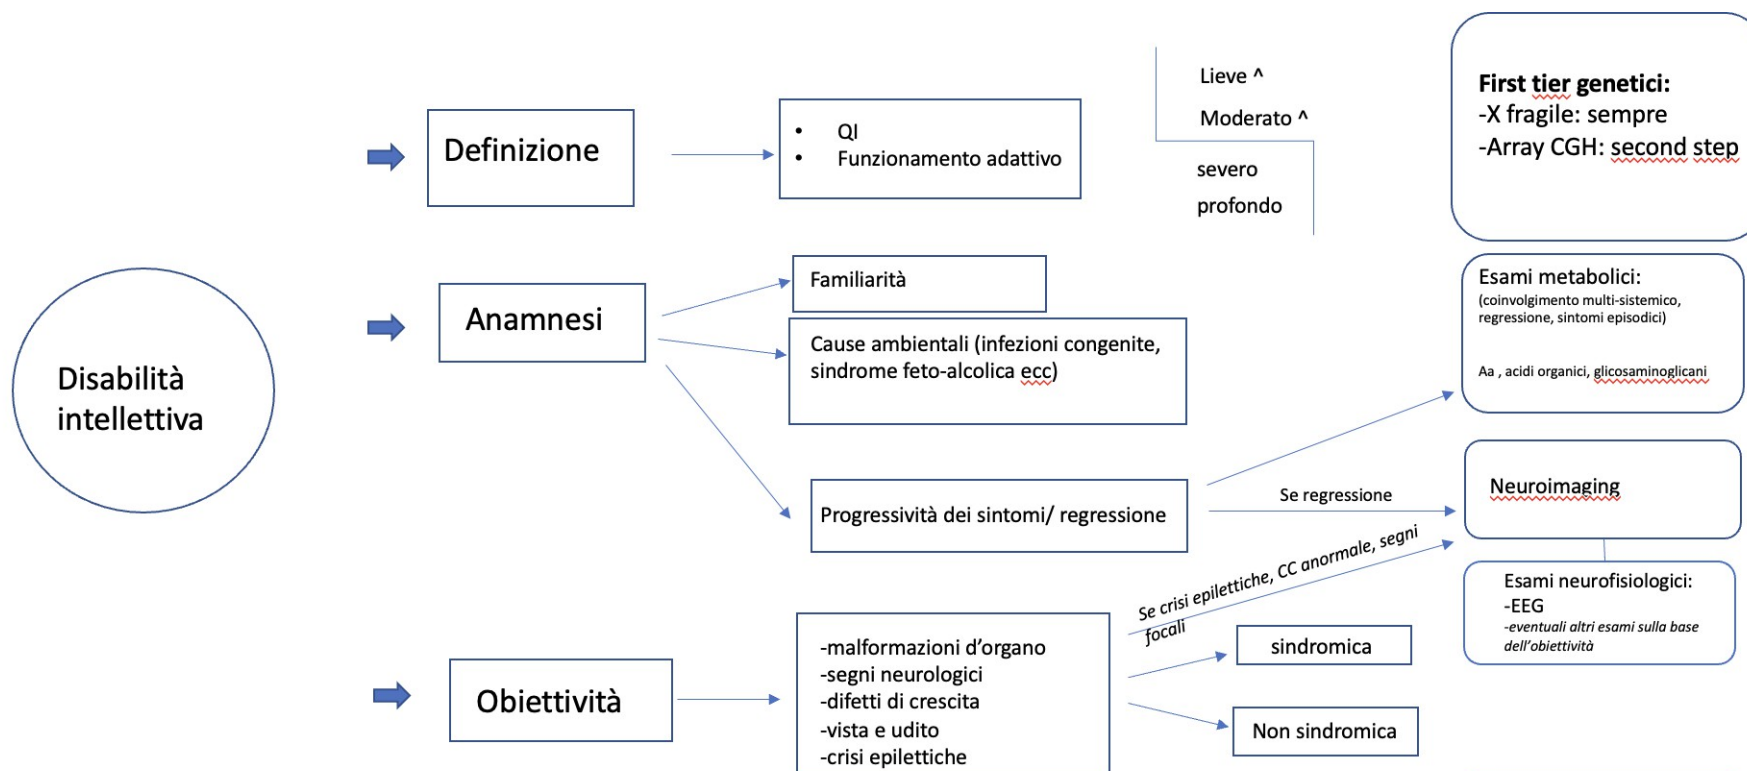 Disabilità
intellettiva
Definizione
• QI
• Funzionamento adattivo
Lieve ^
Moderato ^
severo
profondo
First tier genetici:
-X fragile: sempre
-Array CGH: second step
Anamnesi
Familiarità
Cause ambientali (infezioni congenite,
sindrome feto-alcolica ecc)
Progressività dei sintomi/ regressione
Esami metabolici:
(coinvolgimento multi-sistemico,
regressione, sintomi episodici)
Aa , acidi organici, glicosaminoglicani
Se regressione
Neuroimaging
Se crisi epilettiche, CC anormale, segni
focali
Esami neurofisiologici:
-EEG
-eventuali altri esami sulla base
dell'obiettività
Obiettività
-malformazioni d'organo
-segni neurologici
-difetti di crescita
-vista e udito
-crisi epilettiche
sindromica
Non sindromica